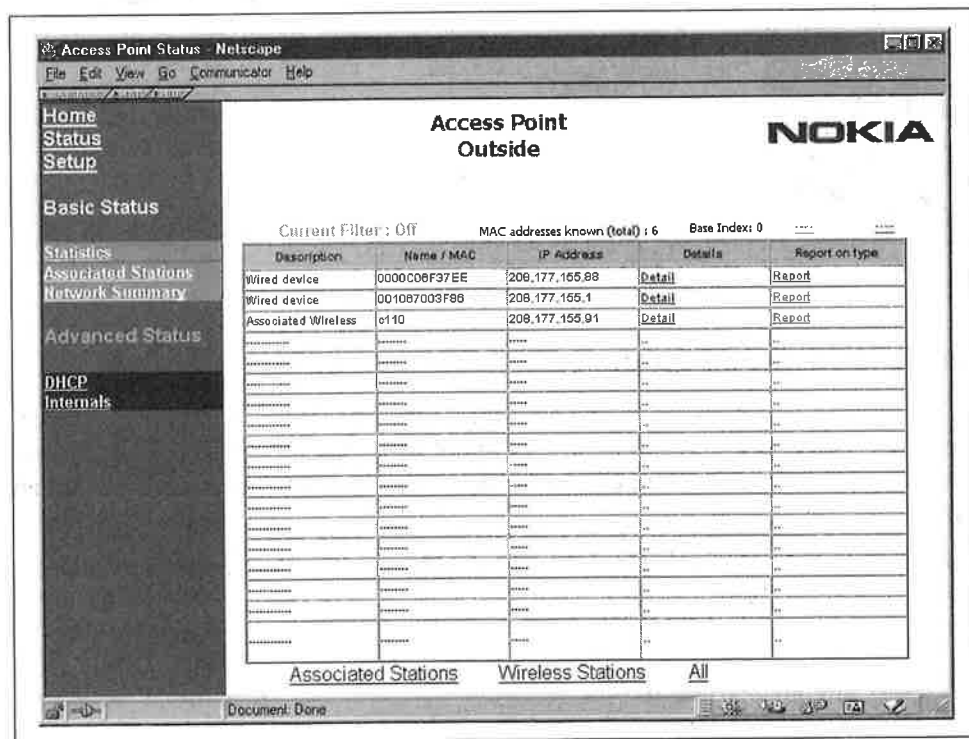 Access Point Status - Netscape
File Edit View Go Communicator Help
Home
Status
Setup
Basic Status
Statistics
Associated Stations
Network Summary
Advanced Status
DHCP
Internals
Access Point
Outside
NOKIA
Current Filter : Off MAC addresses known (total) : 6 Base Index: 0 ---- ----
Description Name / MAC IP Address Details Report on type
Wired device 0000C06F37EE 208.177.155.88 Detail Report
Wired device 001067003F86 208.177.155.1 Detail Report
Associated Wireless c110 208.177.155.91 Detail Report
Associated Stations Wireless Stations All
Document: Done